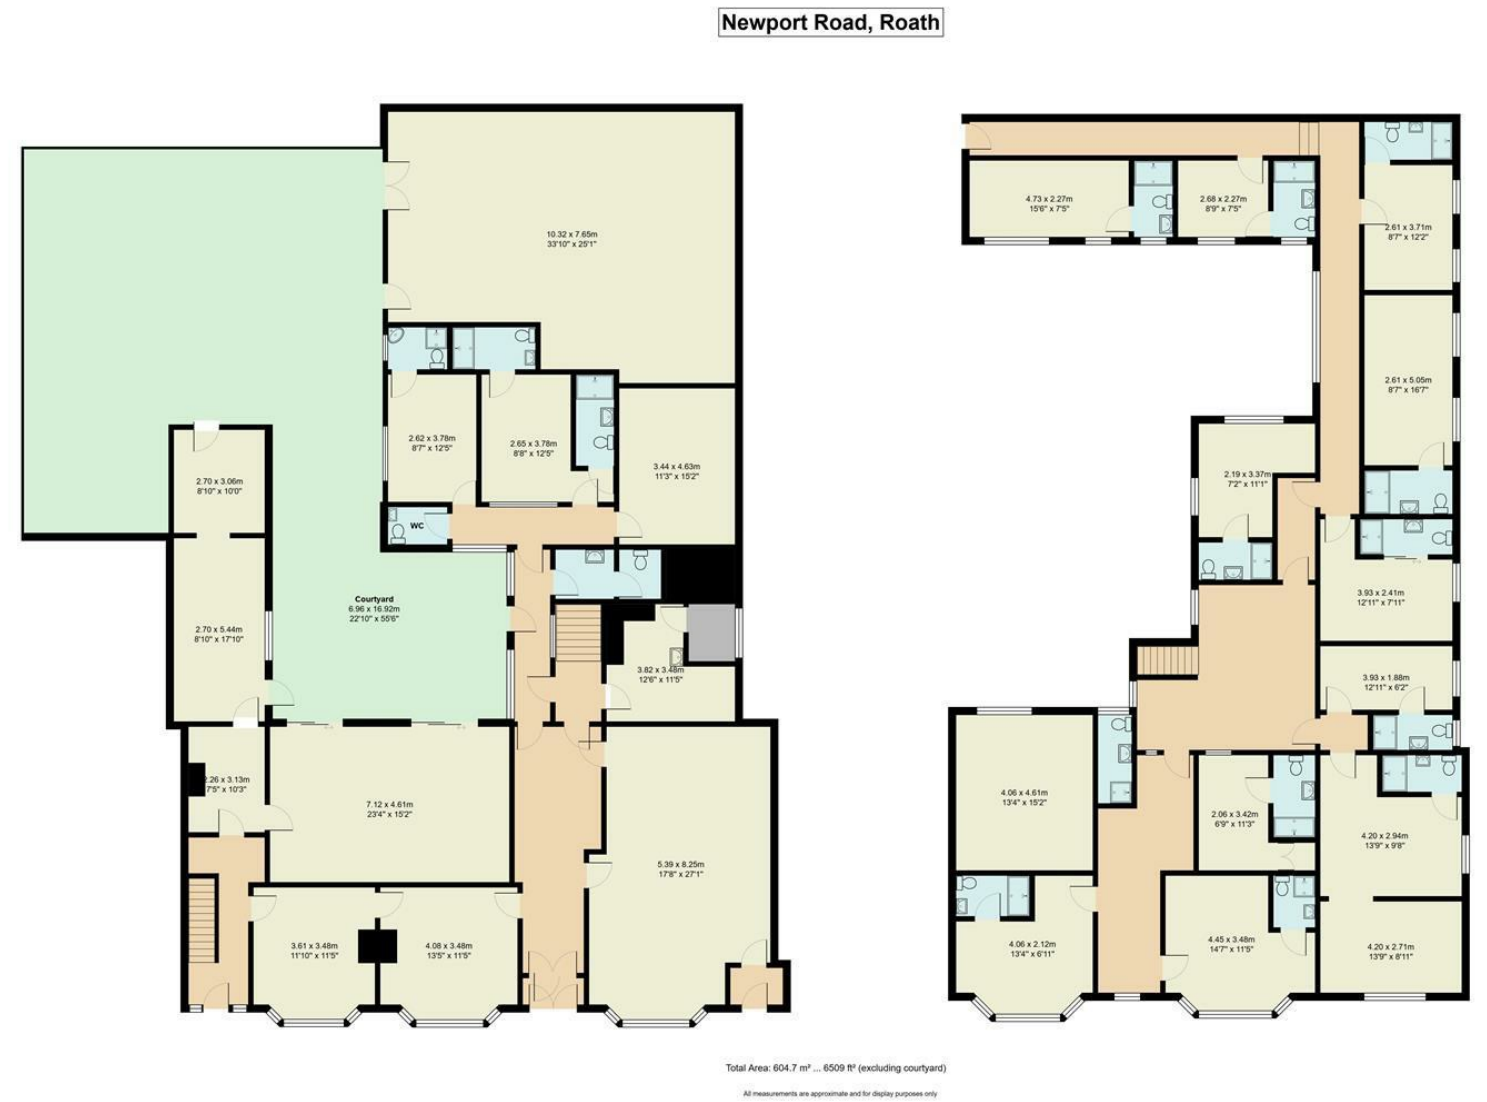 Newport Road, Roath
10.32 x 7.65m
33'10" x 25'1"
2.62 x 3.78m
8'7" x 12'5"
2.65 x 3.78m
8'8" x 12'5"
3.44 x 4.63m
11'3" x 15'2"
2.70 x 3.06m
8'10" x 10'0"
WC
Courtyard
6.96 x 16.92m
22'10" x 55'6"
2.70 x 5.44m
8'10" x 17'10"
3.82 x 3.48m
12'6" x 11'5"
2.26 x 3.13m
7'5" x 10'3"
7.12 x 4.61m
23'4" x 15'2"
5.39 x 8.25m
17'8" x 27'1"
3.61 x 3.48m
11'10" x 11'5"
4.08 x 3.48m
13'5" x 11'5"
4.73 x 2.27m
15'6" x 7'5"
2.68 x 2.27m
8'9" x 7'5"
2.61 x 3.71m
8'7" x 12'2"
2.61 x 5.05m
8'7" x 16'7"
2.19 x 3.37m
7'2" x 11'1"
3.93 x 2.41m
12'11" x 7'11"
3.93 x 1.88m
12'11" x 6'2"
4.06 x 4.61m
13'4" x 15'2"
2.06 x 3.42m
6'9" x 11'3"
4.20 x 2.94m
13'9" x 9'8"
4.06 x 2.12m
13'4" x 6'11"
4.45 x 3.48m
14'7" x 11'5"
4.20 x 2.71m
13'9" x 8'11"
Total Area: 604.7 m² ... 6509 ft² (excluding courtyard)
All measurements are approximate and for display purposes only